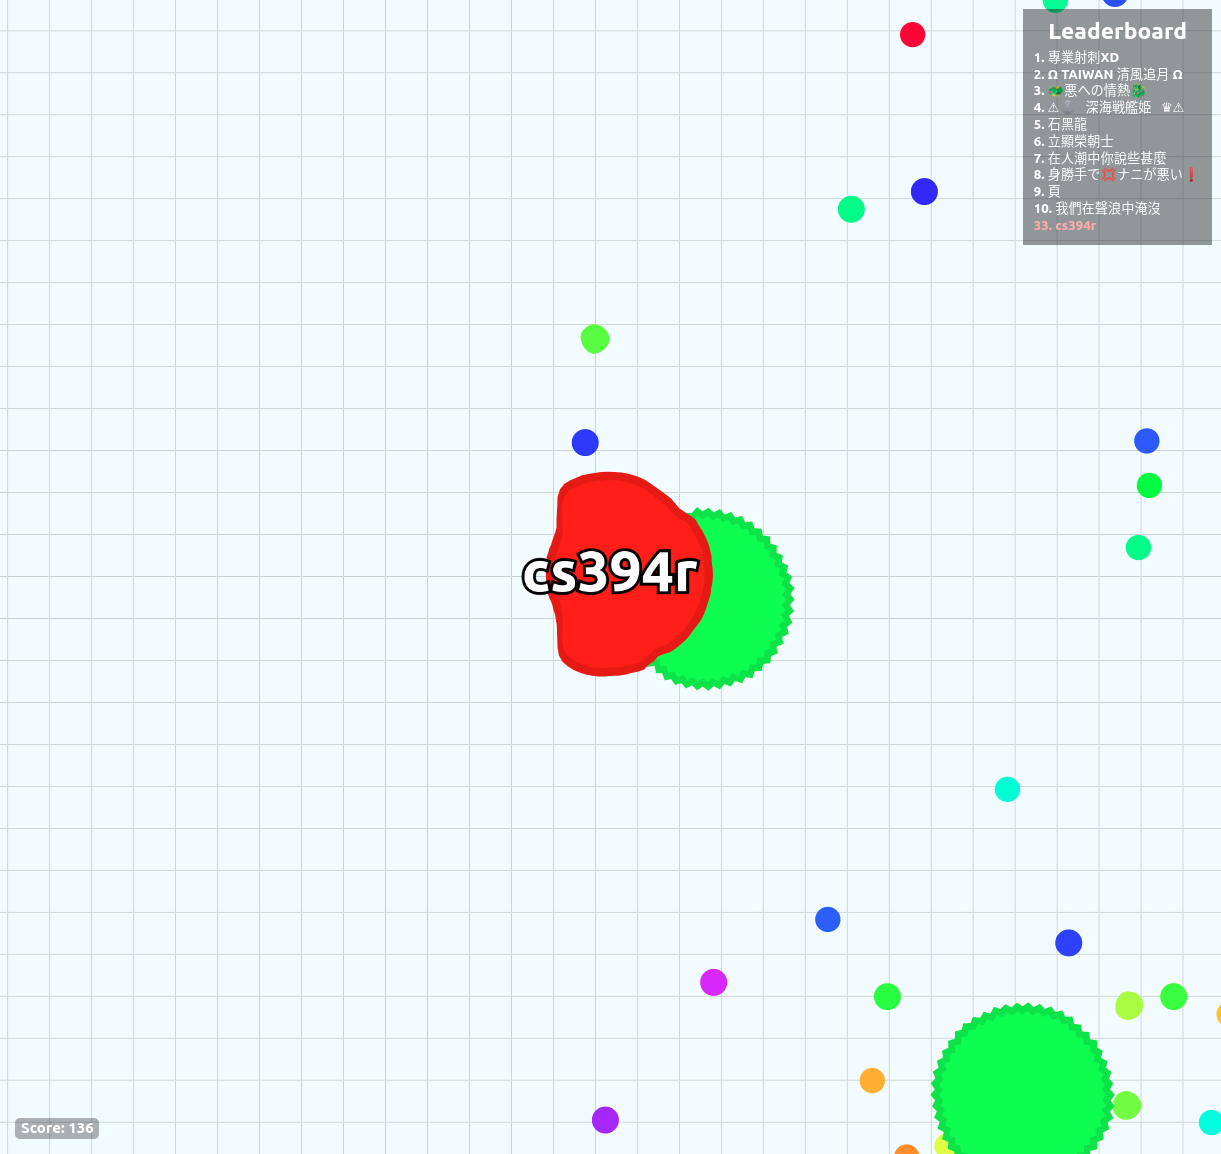 Leaderboard
1. 專業射刺XD
2. Ω TAIWAN 清風追月 Ω
3. 🐲悪への情熱🐉
4. ⚠⚓ 深海戦艦姫 ♛⚠
5. 石黑龍
6. 立顯榮朝士
7. 在人潮中你說些甚麼
8. 身勝手で💢ナニが悪い❗
9. 頁
10. 我們在聲浪中淹沒
33. cs394r
cs394r
Score: 136